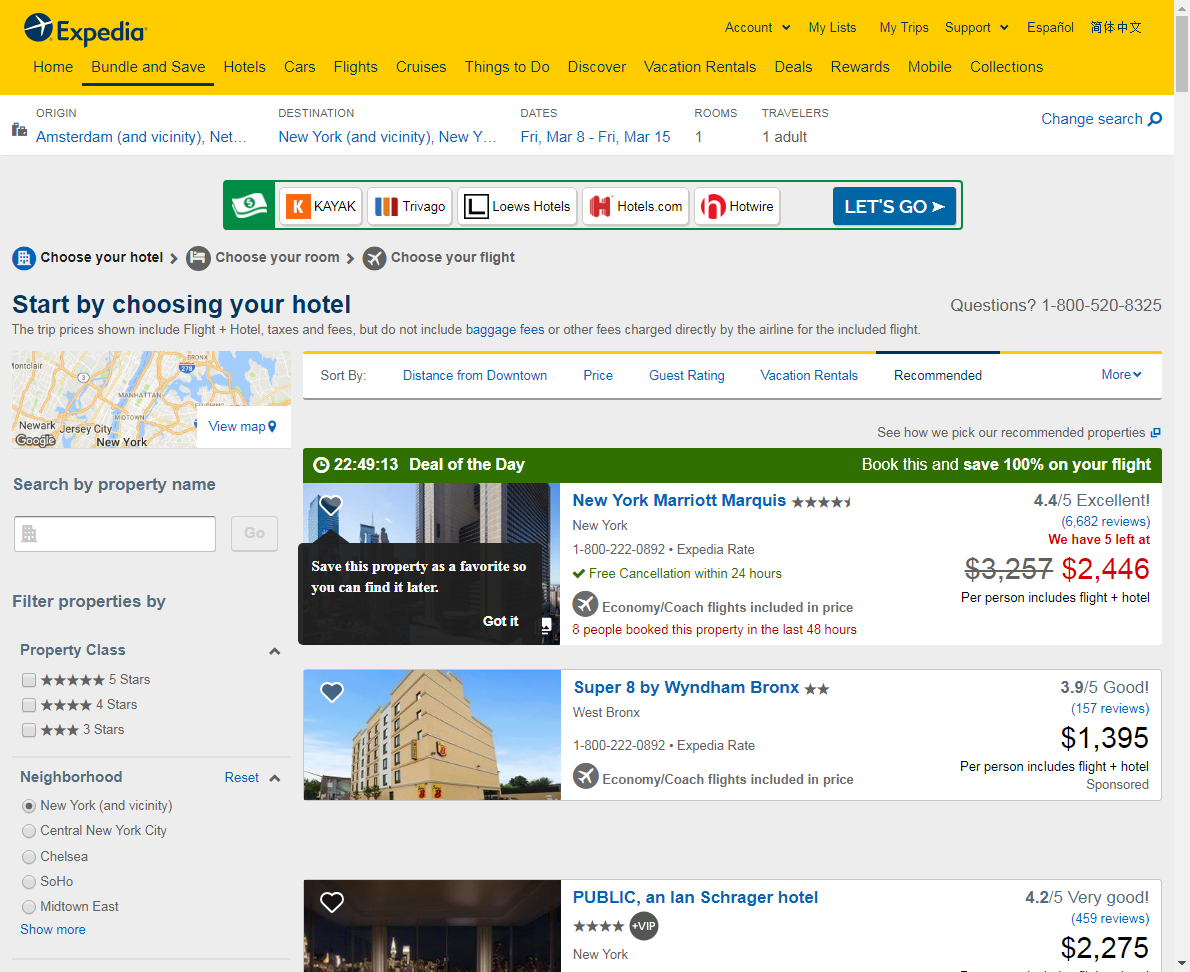 Expedia
Account My Lists My Trips Support Español 简体中文
Home Bundle and Save Hotels Cars Flights Cruises Things to Do Discover Vacation Rentals Deals Rewards Mobile Collections
ORIGIN DESTINATION DATES ROOMS TRAVELERS
Amsterdam (and vicinity), Net... New York (and vicinity), New Y... Fri, Mar 8 - Fri, Mar 15 1 1 adult
Change search
KAYAK Trivago Loews Hotels Hotels.com Hotwire LET'S GO
Choose your hotel Choose your room Choose your flight
Start by choosing your hotel
Questions? 1-800-520-8325
The trip prices shown include Flight + Hotel, taxes and fees, but do not include baggage fees or other fees charged directly by the airline for the included flight.
BRONX
278
3
MANHATTAN
MIDTOWN
Newark
Jersey City
New York
Google
View map
Sort By: Distance from Downtown Price Guest Rating Vacation Rentals Recommended More
See how we pick our recommended properties
Search by property name
Go
Filter properties by
Property Class
5 Stars
4 Stars
3 Stars
Neighborhood Reset
New York (and vicinity)
Central New York City
Chelsea
SoHo
Midtown East
Show more
22:49:13 Deal of the Day Book this and save 100% on your flight
Save this property as a favorite so
you can find it later.
Got it
New York Marriott Marquis
New York
1-800-222-0892 • Expedia Rate
Free Cancellation within 24 hours
Economy/Coach flights included in price
8 people booked this property in the last 48 hours
4.4/5 Excellent!
(6,682 reviews)
We have 5 left at
$3,257 $2,446
Per person includes flight + hotel
Super 8 by Wyndham Bronx
West Bronx
1-800-222-0892 • Expedia Rate
Economy/Coach flights included in price
3.9/5 Good!
(157 reviews)
$1,395
Per person includes flight + hotel
Sponsored
PUBLIC, an Ian Schrager hotel
+VIP
New York
4.2/5 Very good!
(459 reviews)
$2,275